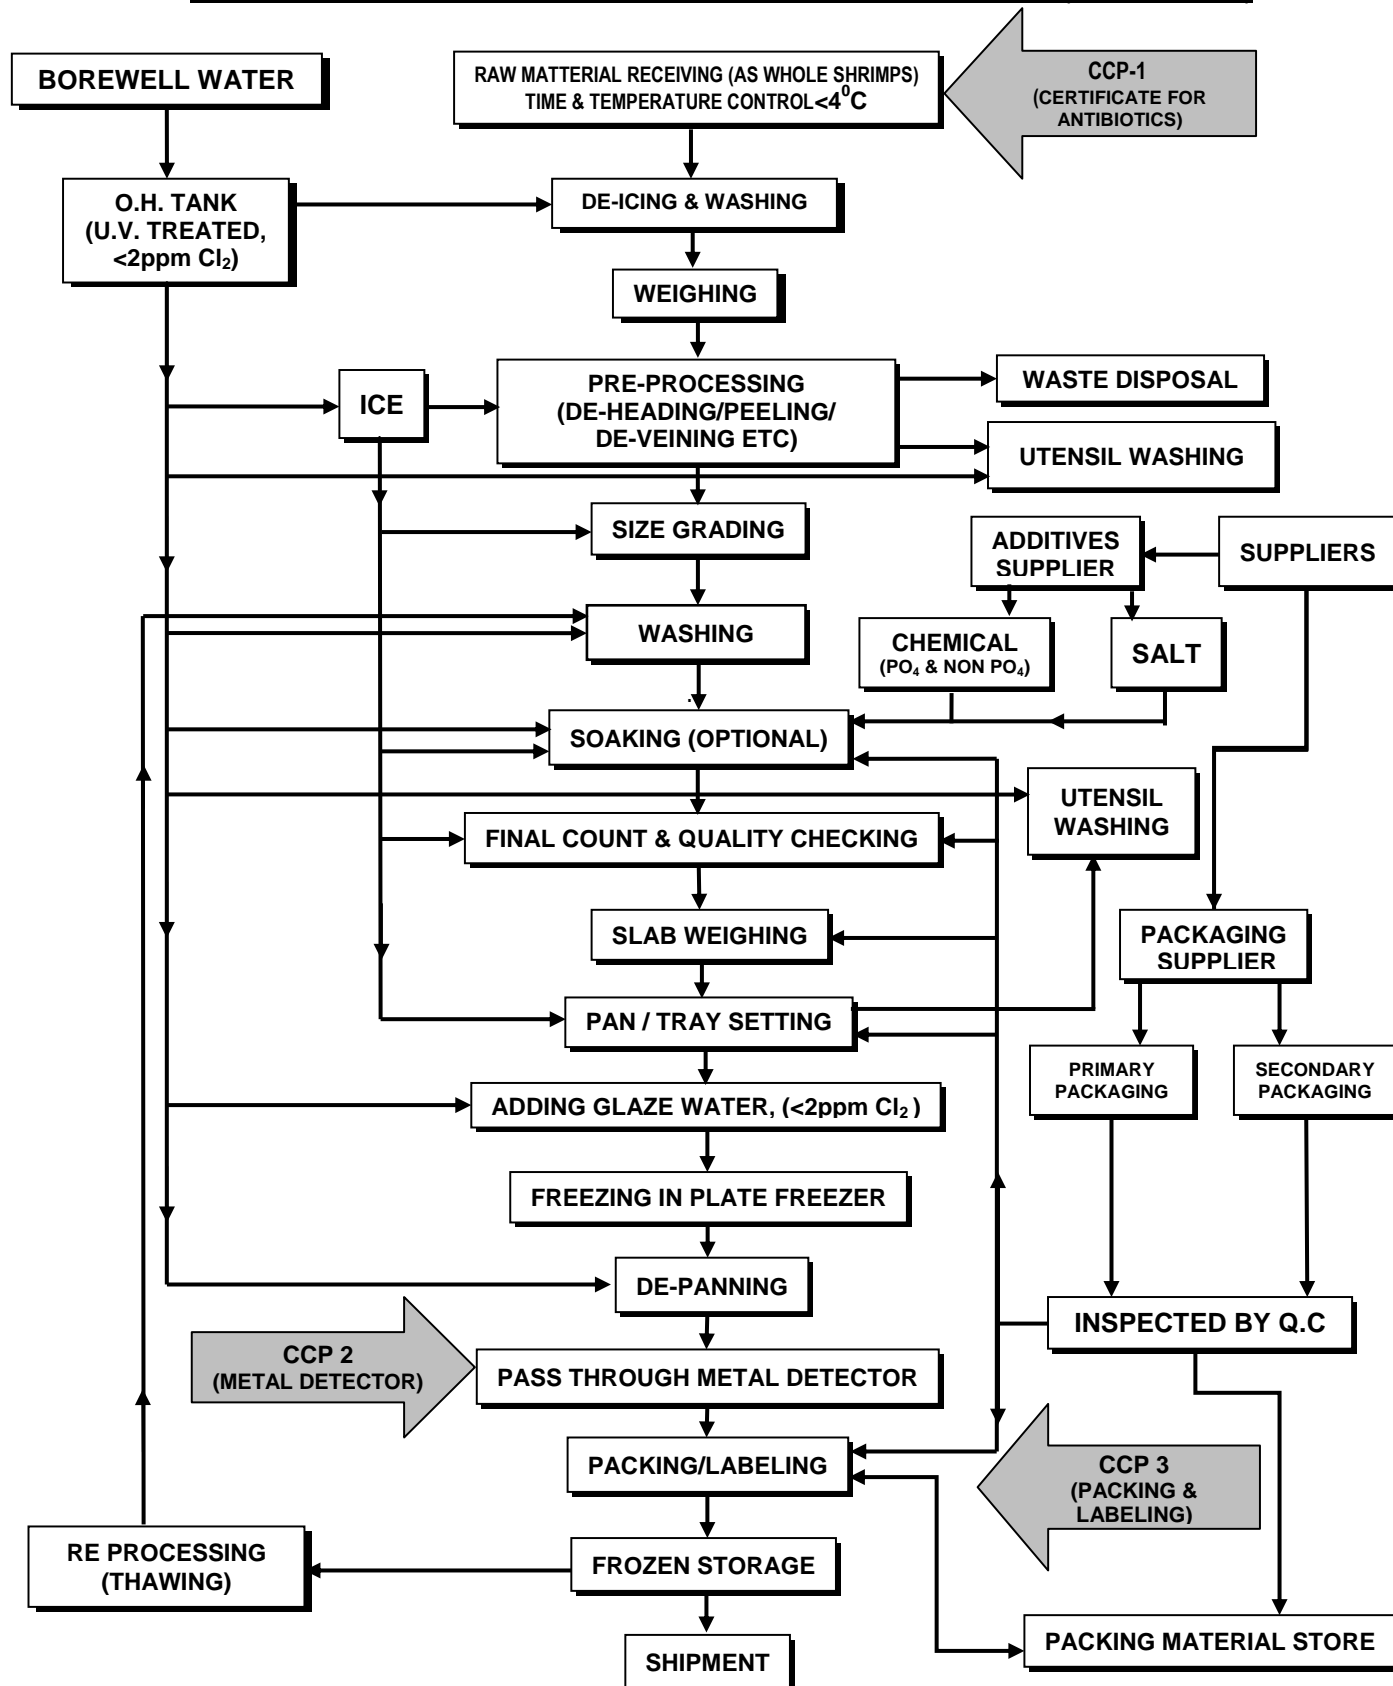 BOREWELL WATER
RAW MATTERIAL RECEIVING (AS WHOLE SHRIMPS)
TIME & TEMPERATURE CONTROL<4⁰C
CCP-1
(CERTIFICATE FOR
ANTIBIOTICS)
O.H. TANK
(U.V. TREATED,
<2ppm Cl₂)
DE-ICING & WASHING
WEIGHING
ICE
PRE-PROCESSING
(DE-HEADING/PEELING/
DE-VEINING ETC)
WASTE DISPOSAL
UTENSIL WASHING
SIZE GRADING
ADDITIVES
SUPPLIER
SUPPLIERS
WASHING
CHEMICAL
(PO₄ & NON PO₄)
SALT
SOAKING (OPTIONAL)
UTENSIL
WASHING
FINAL COUNT & QUALITY CHECKING
SLAB WEIGHING
PACKAGING
SUPPLIER
PAN / TRAY SETTING
PRIMARY
PACKAGING
SECONDARY
PACKAGING
ADDING GLAZE WATER, (<2ppm Cl₂ )
FREEZING IN PLATE FREEZER
DE-PANNING
INSPECTED BY Q.C
CCP 2
(METAL DETECTOR)
PASS THROUGH METAL DETECTOR
PACKING/LABELING
CCP 3
(PACKING &
LABELING)
RE PROCESSING
(THAWING)
FROZEN STORAGE
PACKING MATERIAL STORE
SHIPMENT